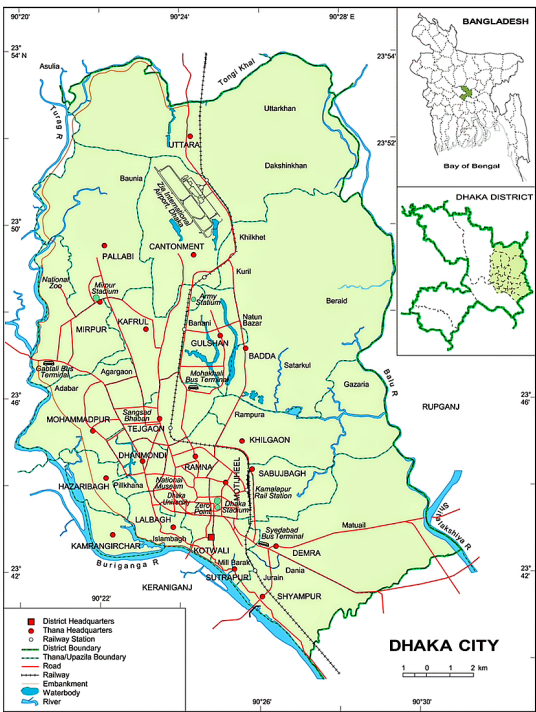 90°20'
90°24'
90°28' E
23°
54' N
Asulia
Tongi Khal
23°54'
BANGLADESH
Uttarkhan
Turag R
UTTARA
23°52'
Dakshinkhan
Bay of Bengal
Baunia
Zia International
Airport, Dhaka
DHAKA DISTRICT
23°
50'
Khilkhet
CANTONMENT
PALLABI
Kuril
National
Zoo
Mirpur
Stadium
Army
Statium
Beraid
Banani
Natun
Bazar
KAFRUL
MIRPUR
GULSHAN
BADDA
Gabtali Bus
Terminal
Agargaon
Mohakhali
Bus Terminal
Satarkul
Balu R
Adabar
Gazaria
23°
46'
23°
46'
RUPGANJ
Sangsad
Bhaban
Rampura
MOHAMMADPUR
TEJGAON
KHILGAON
DHANMONDI
RAMNA
SABUJBAGH
HAZARIBAGH
Pillkhana
National
Museum
MOTIJHEEL
Kamalapur
Rail Station
Dhaka
University
Zero
Point
Dhaka
Stadium
LALBAGH
Matuail
Syedabad
Bus Terminal
Islambagh
KAMRANGIRCHAR
KOTWALI
DEMRA
Buriganga R
Mill Barak
Dania
23°
42'
23°
42'
SUTRAPUR
Jurain
KERANIGANJ
SHYAMPUR
90°22'
District Headquarters
Thana Headquarters
Railway Station
District Boundary
Thana/Upazila Boundary
Road
Railway
Embankment
Waterbody
River
DHAKA CITY
1 0 1 2 km
90°26'
90°30'